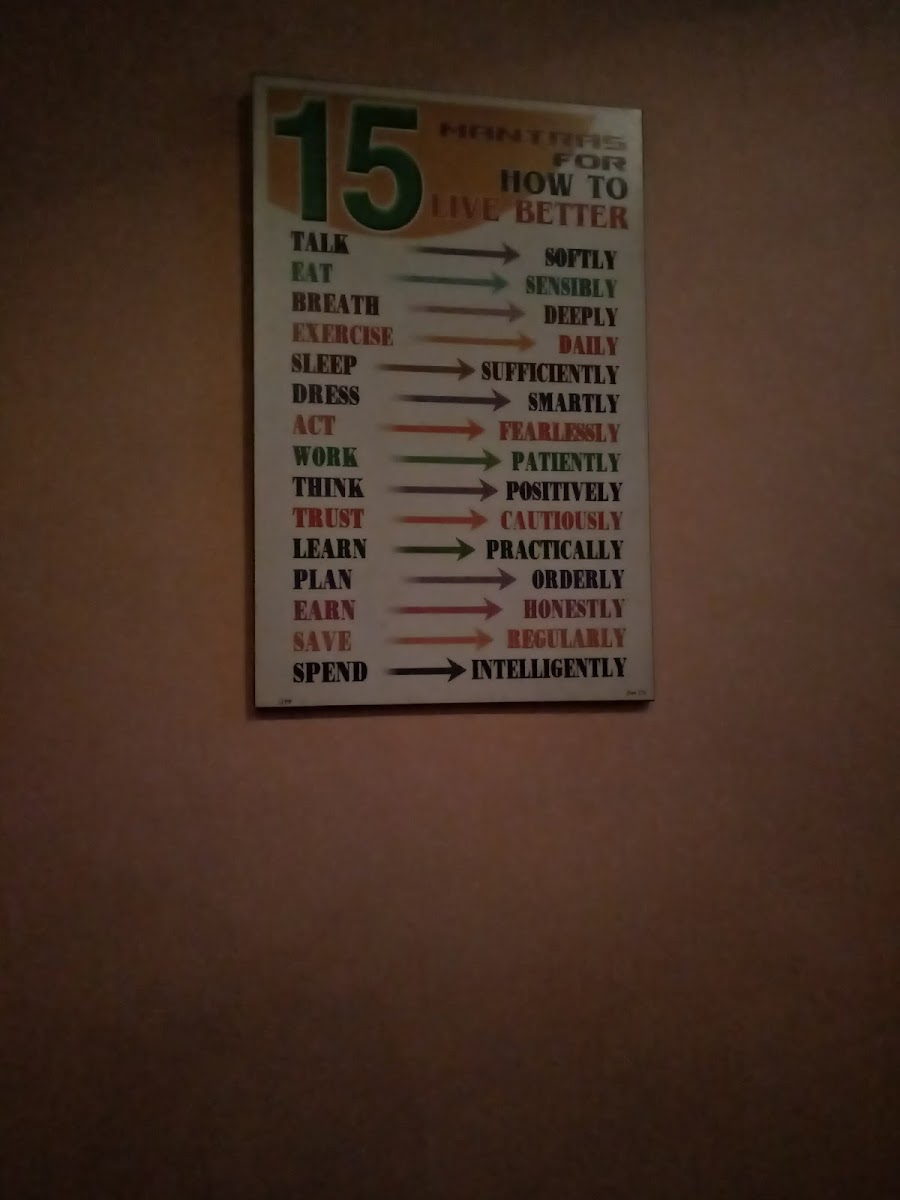 15 MANTRAS
FOR
HOW TO
LIVE BETTER
TALK SOFTLY
EAT SENSIBLY
BREATH DEEPLY
EXERCISE DAILY
SLEEP SUFFICIENTLY
DRESS SMARTLY
ACT FEARLESSLY
WORK PATIENTLY
THINK POSITIVELY
TRUST CAUTIOUSLY
LEARN PRACTICALLY
PLAN ORDERLY
EARN HONESTLY
SAVE REGULARLY
SPEND INTELLIGENTLY